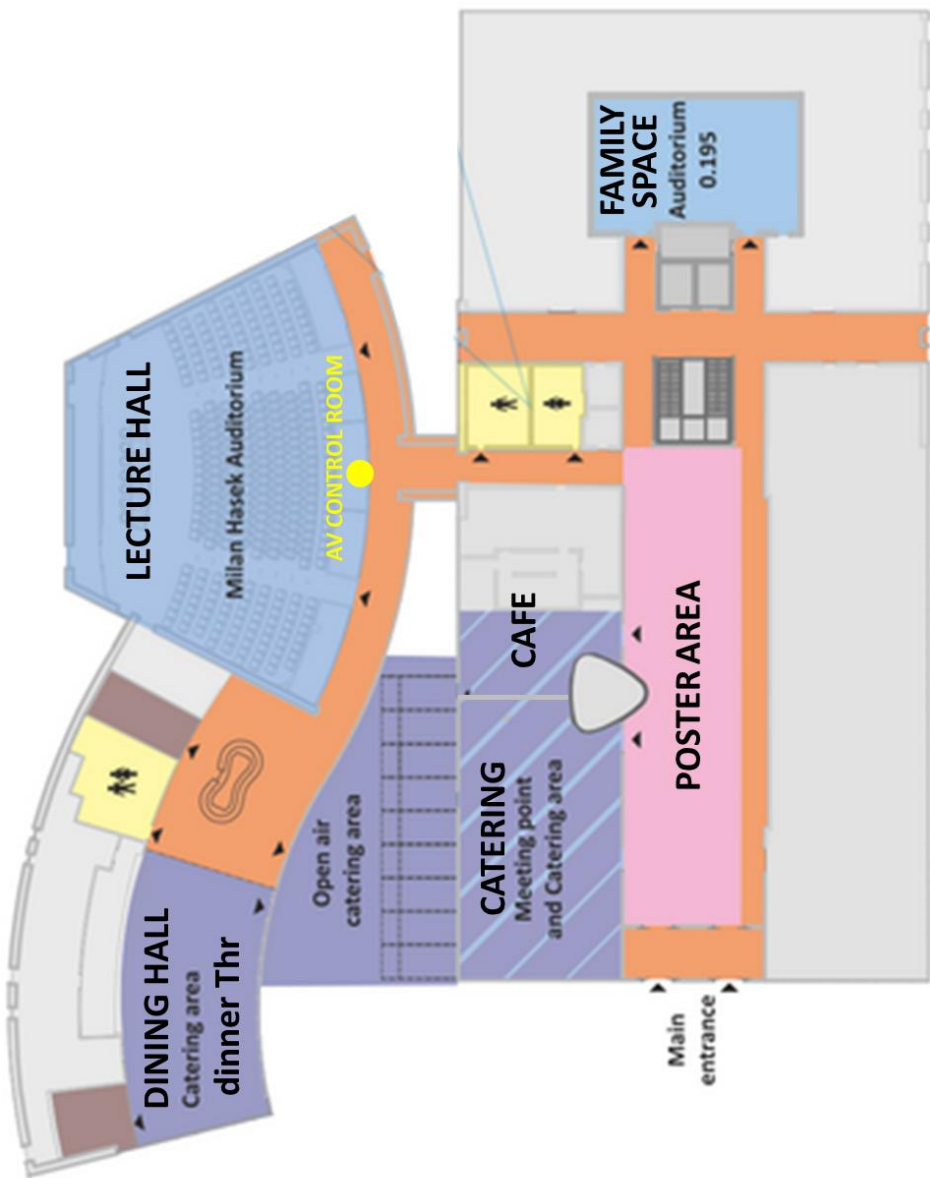 LECTURE HALL
Milan Hasek Auditorium
AV CONTROL ROOM
FAMILY
SPACE
Auditorium
0.195
DINING HALL
Catering area
dinner Thr
Open air
catering area
CATERING
Meeting point
and Catering area
CAFE
POSTER AREA
Main
entrance